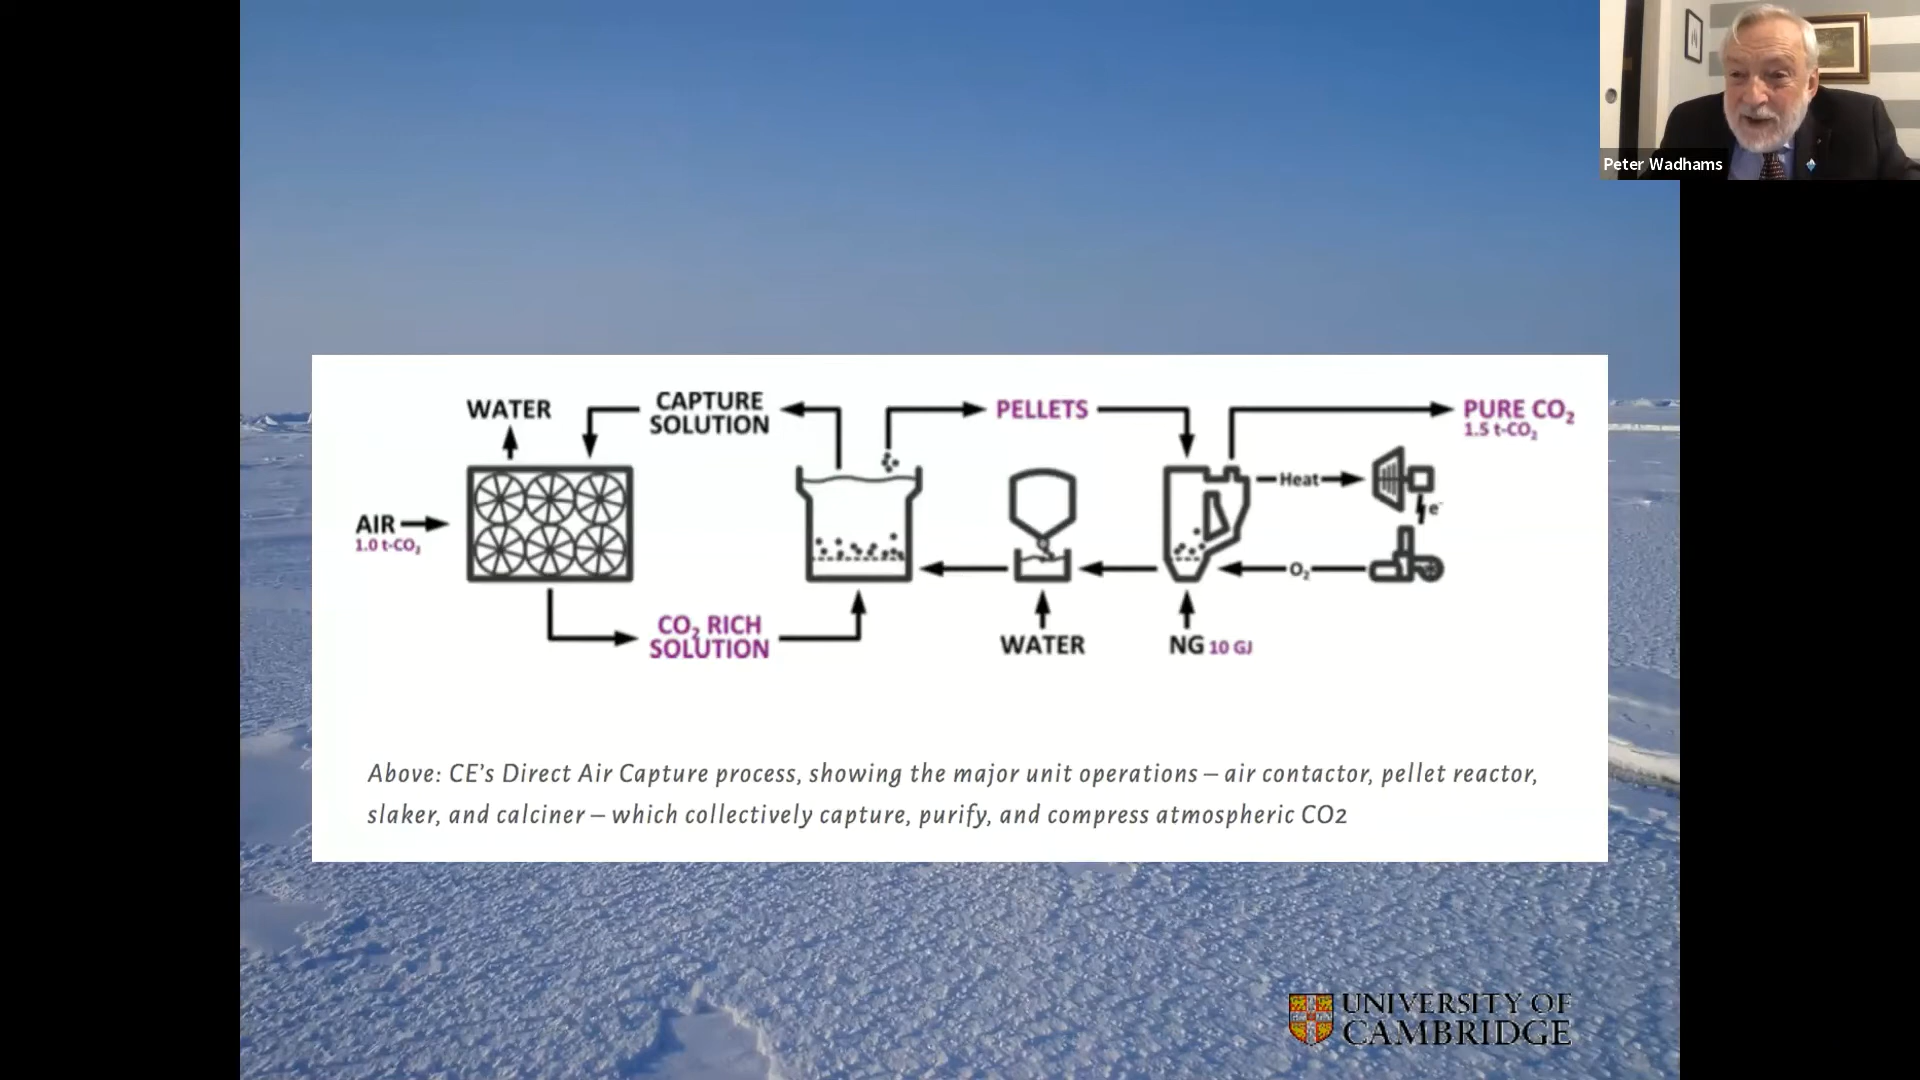 Peter Wadhams
WATER
CAPTURE
SOLUTION
PELLETS
PURE CO₂
1.5 t-CO₂
AIR
1.0 t-CO₂
Heat
e⁻
O₂
CO₂ RICH
SOLUTION
WATER
NG 10 GJ
Above: CE’s Direct Air Capture process, showing the major unit operations – air contactor, pellet reactor,
slaker, and calciner – which collectively capture, purify, and compress atmospheric CO2
UNIVERSITY OF
CAMBRIDGE